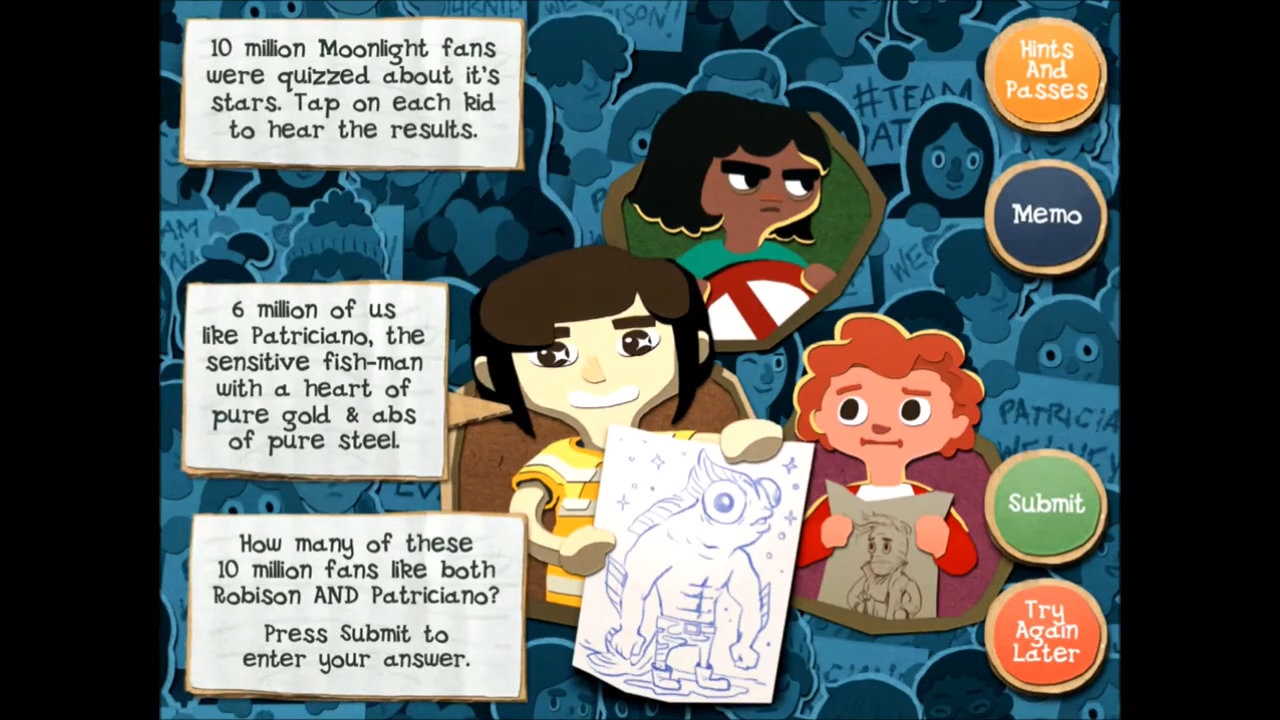 10 million Moonlight fans
were quizzed about it's
stars. Tap on each kid
to hear the results.
Hints
And
Passes
#TEAM
Memo
6 million of us
like Patriciano, the
sensitive fish-man
with a heart of
pure gold & abs
of pure steel.
Submit
How many of these
10 million fans like both
Robison AND Patriciano?
Press Submit to
enter your answer.
Try
Again
Later